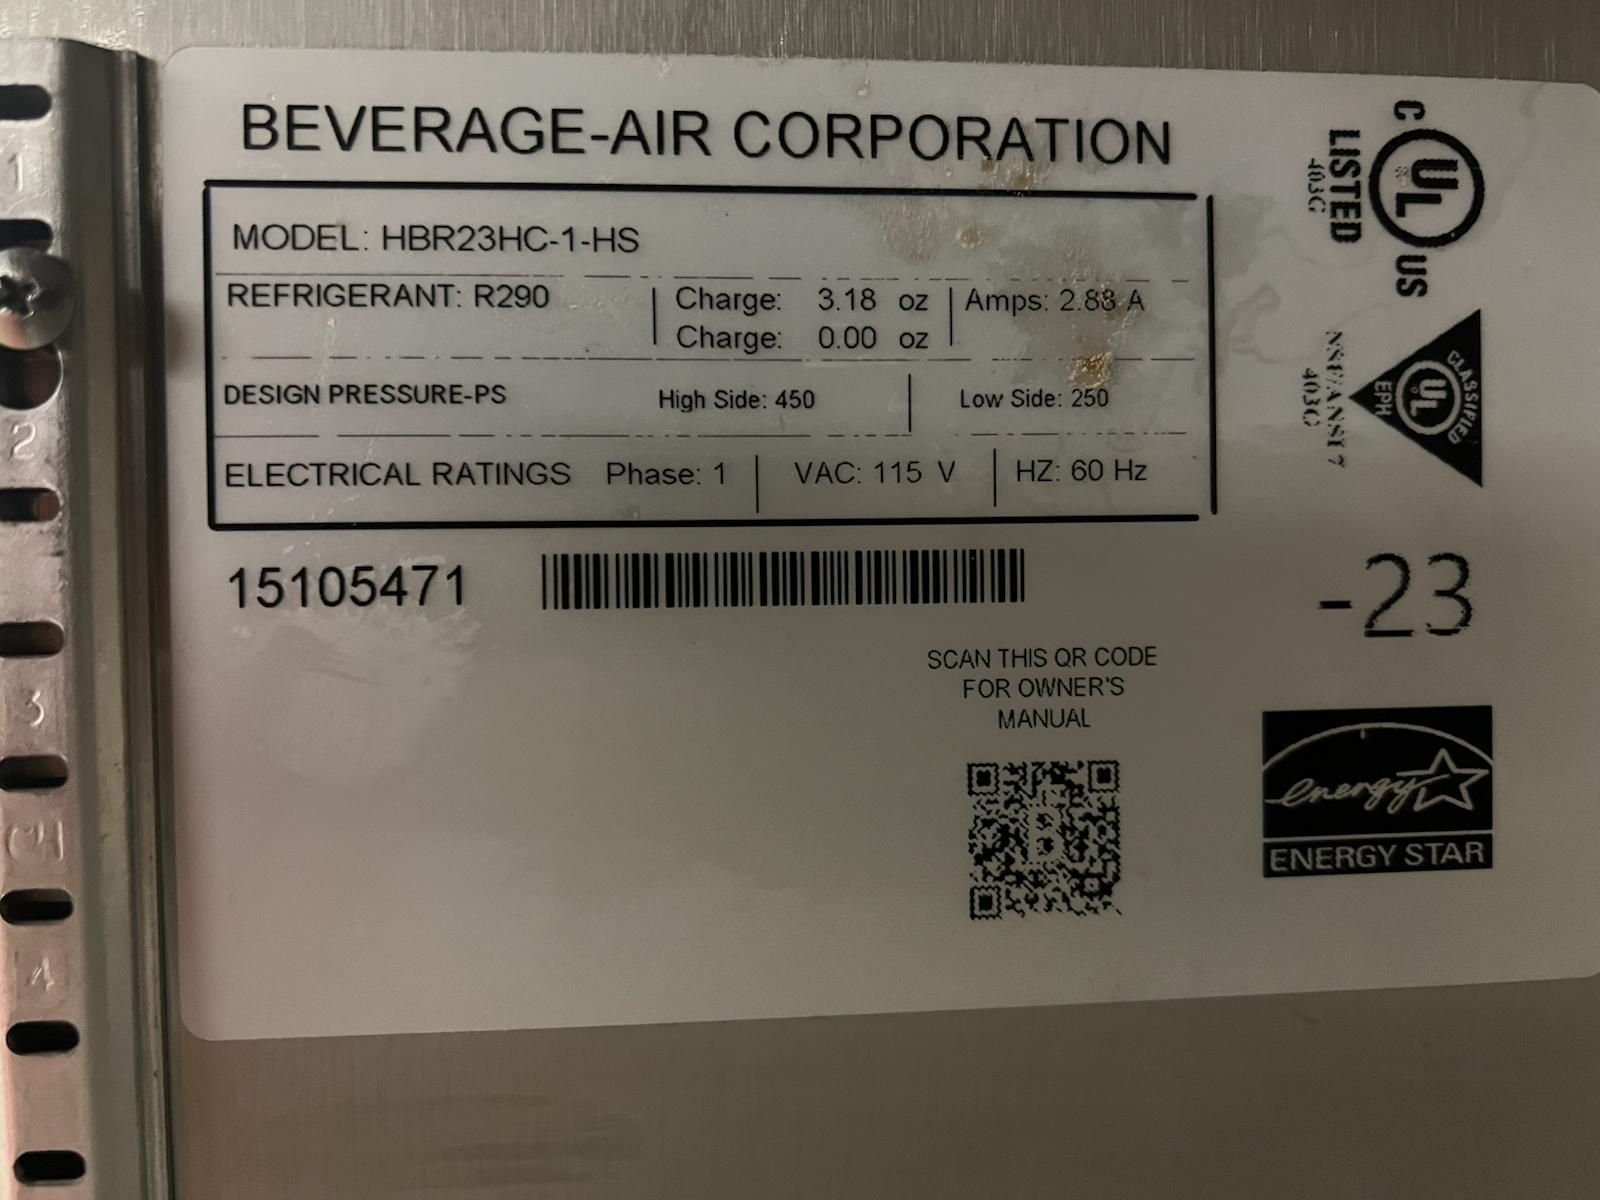 BEVERAGE-AIR CORPORATION
MODEL: HBR23HC-1-HS
REFRIGERANT: R290 Charge: 3.18 oz Amps: 2.88 A
Charge: 0.00 oz
DESIGN PRESSURE-PS High Side: 450 Low Side: 250
ELECTRICAL RATINGS Phase: 1 VAC: 115 V HZ: 60 Hz
15105471
SCAN THIS QR CODE
FOR OWNER'S
MANUAL
B
C UL US
LISTED
403G
CLASSIFIED
UL
EPH
NSF/ANSI 7
-23
energy
ENERGY STAR
1
2
3
4